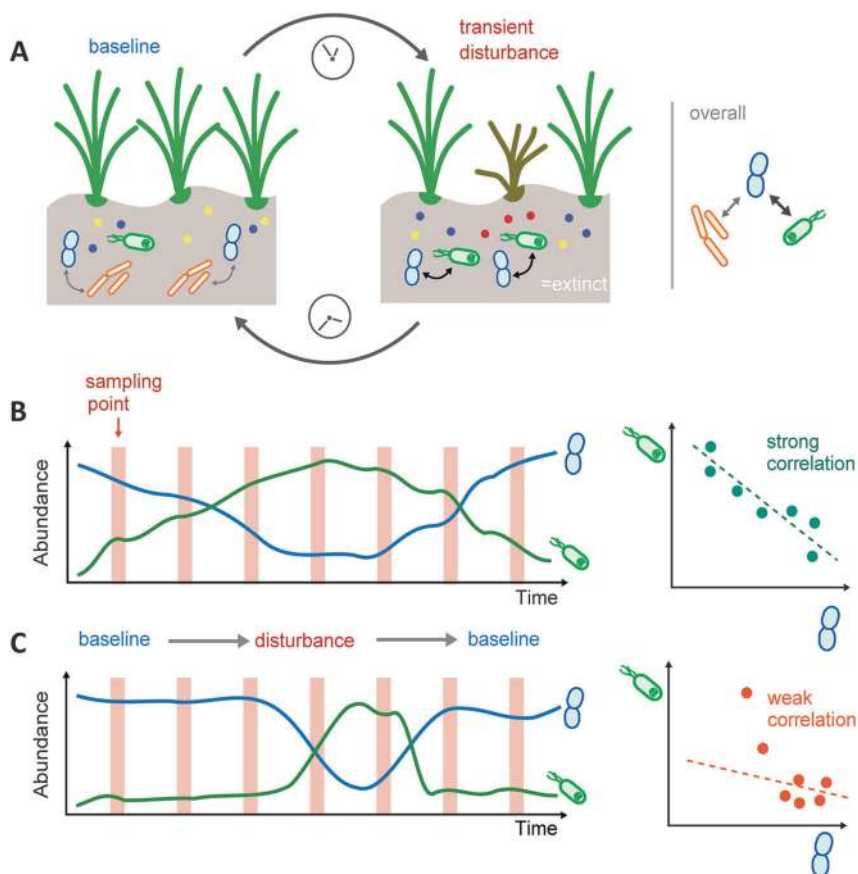 A
baseline
transient
disturbance
overall
=extinct
B
sampling
point
Abundance
Time
strong
correlation
C
baseline
disturbance
baseline
Abundance
Time
weak
correlation